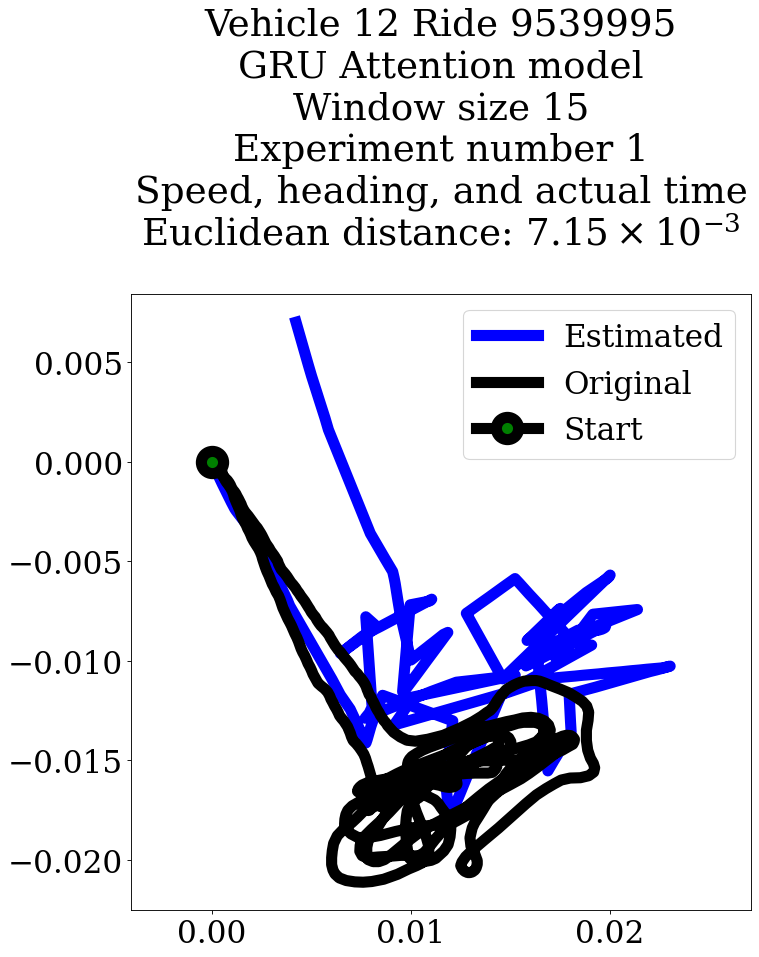 Vehicle 12 Ride 9539995
GRU Attention model
Window size 15
Experiment number 1
Speed, heading, and actual time
Euclidean distance: 7.15 × 10⁻³
Estimated
Original
Start
0.005
0.000
−0.005
−0.010
−0.015
−0.020
0.00
0.01
0.02